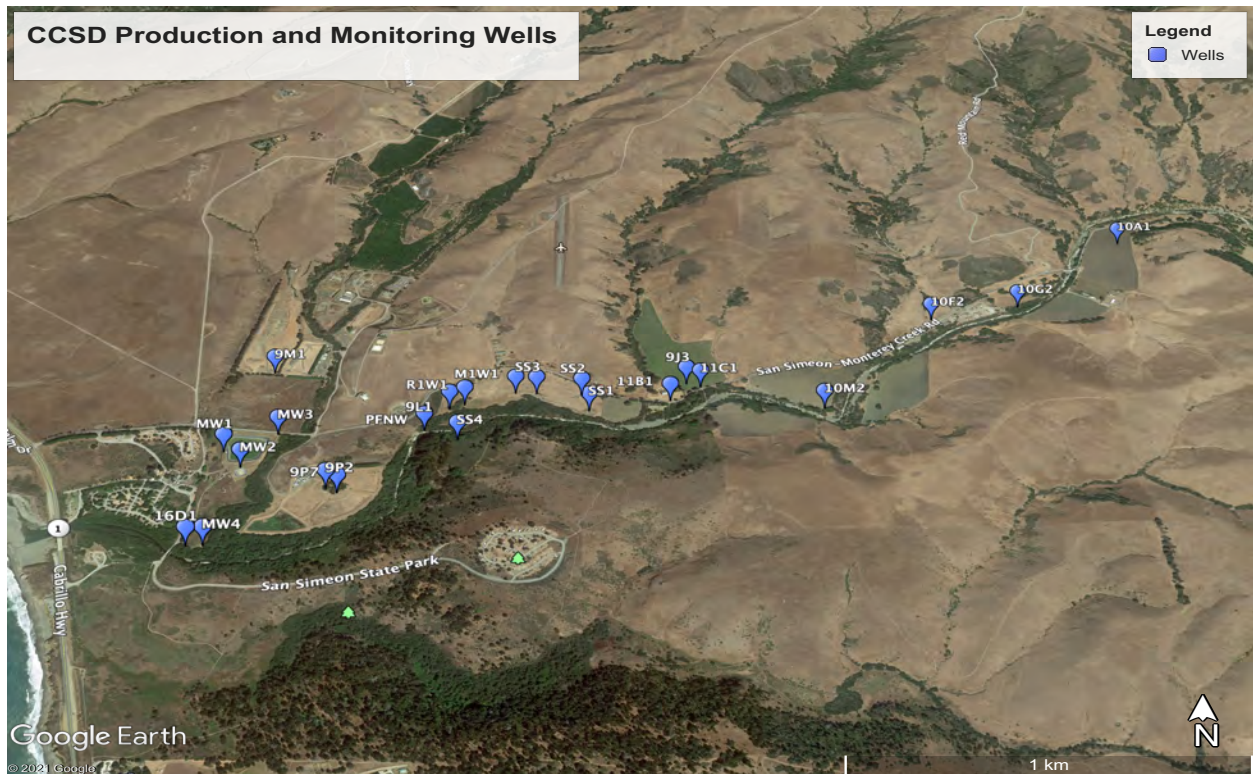 CCSD Production and Monitoring Wells
Legend
Wells
10A1
10G2
10F2
San Simeon-Monterey Creek Rd
9M1
9J3
11C1
SS3
SS2
M1W1
R1W1
11B1
SS1
10M2
9L1
PFNW
SS4
MW3
MW1
MW2
9P7
9P2
16D1
MW4
1
San Simeon State Park
Cabrillo Hwy
N
Google Earth
© 2021 Google
1 km